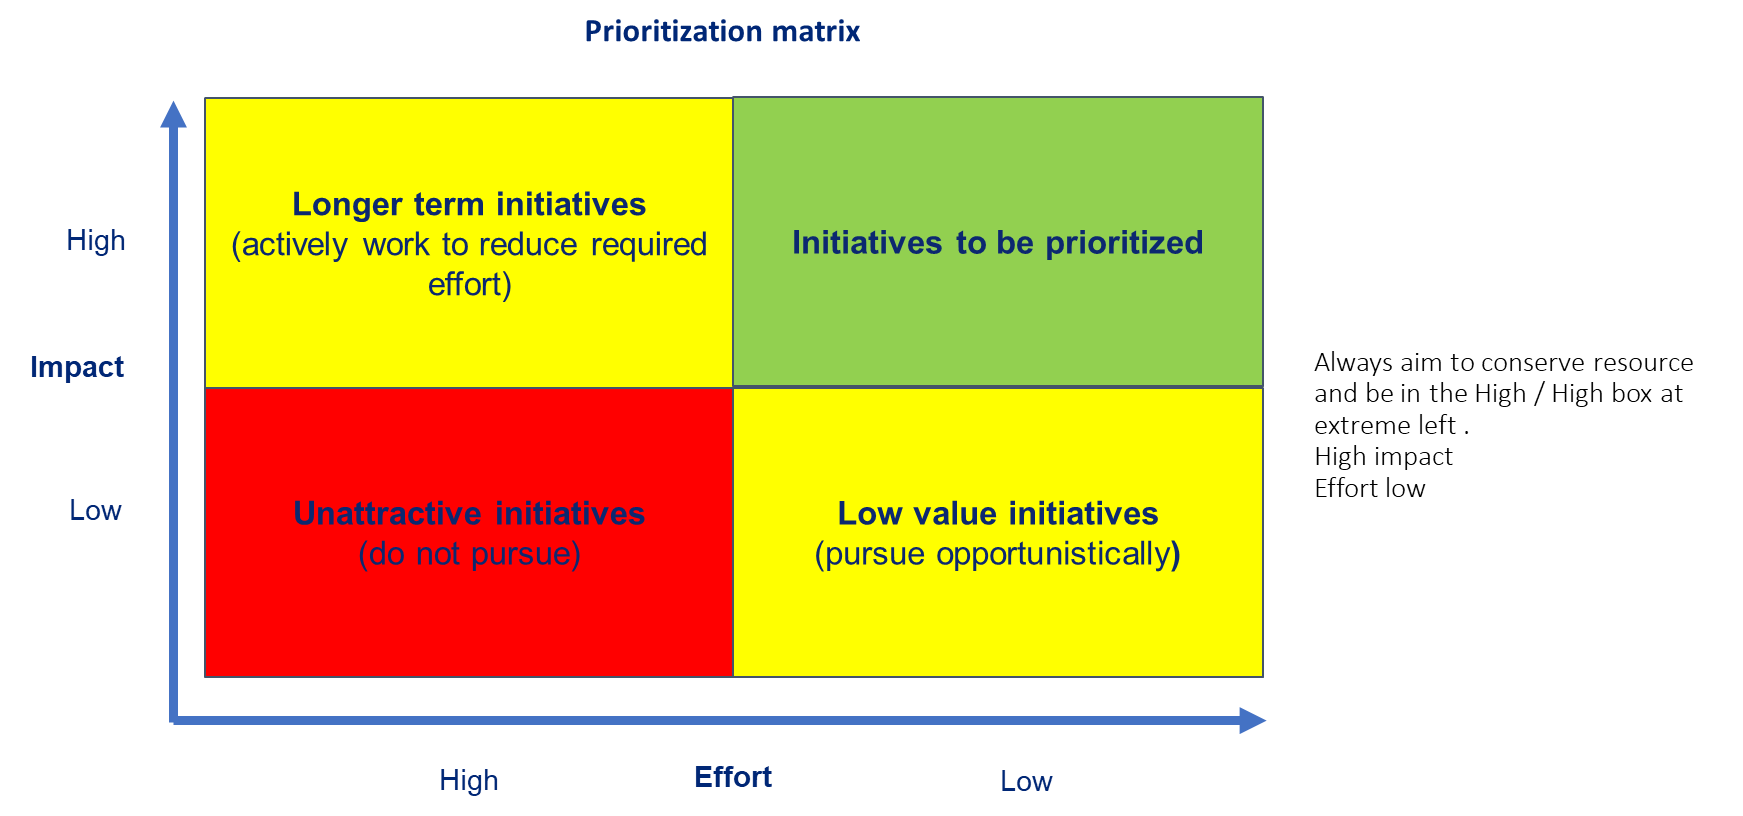 Prioritization matrix
Longer term initiatives
(actively work to reduce required
effort)
Initiatives to be prioritized
High
Impact
Low
Unattractive initiatives
(do not pursue)
Low value initiatives
(pursue opportunistically)
High
Effort
Low
Always aim to conserve resource
and be in the High / High box at
extreme left .
High impact
Effort low